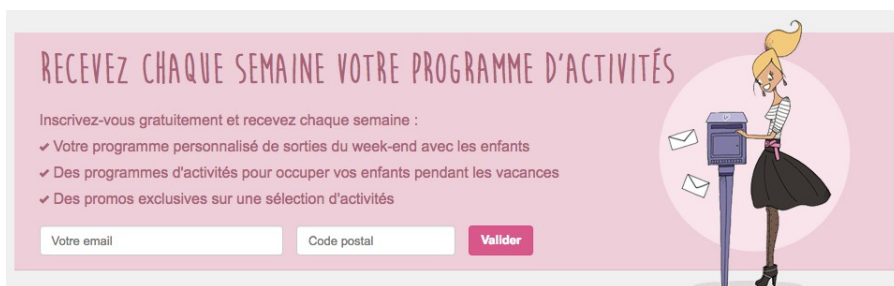 RECEVEZ CHAQUE SEMAINE VOTRE PROGRAMME D'ACTIVITÉS
Inscrivez-vous gratuitement et recevez chaque semaine :
✔ Votre programme personnalisé de sorties du week-end avec les enfants
✔ Des programmes d'activités pour occuper vos enfants pendant les vacances
✔ Des promos exclusives sur une sélection d'activités
Votre email Code postal Valider